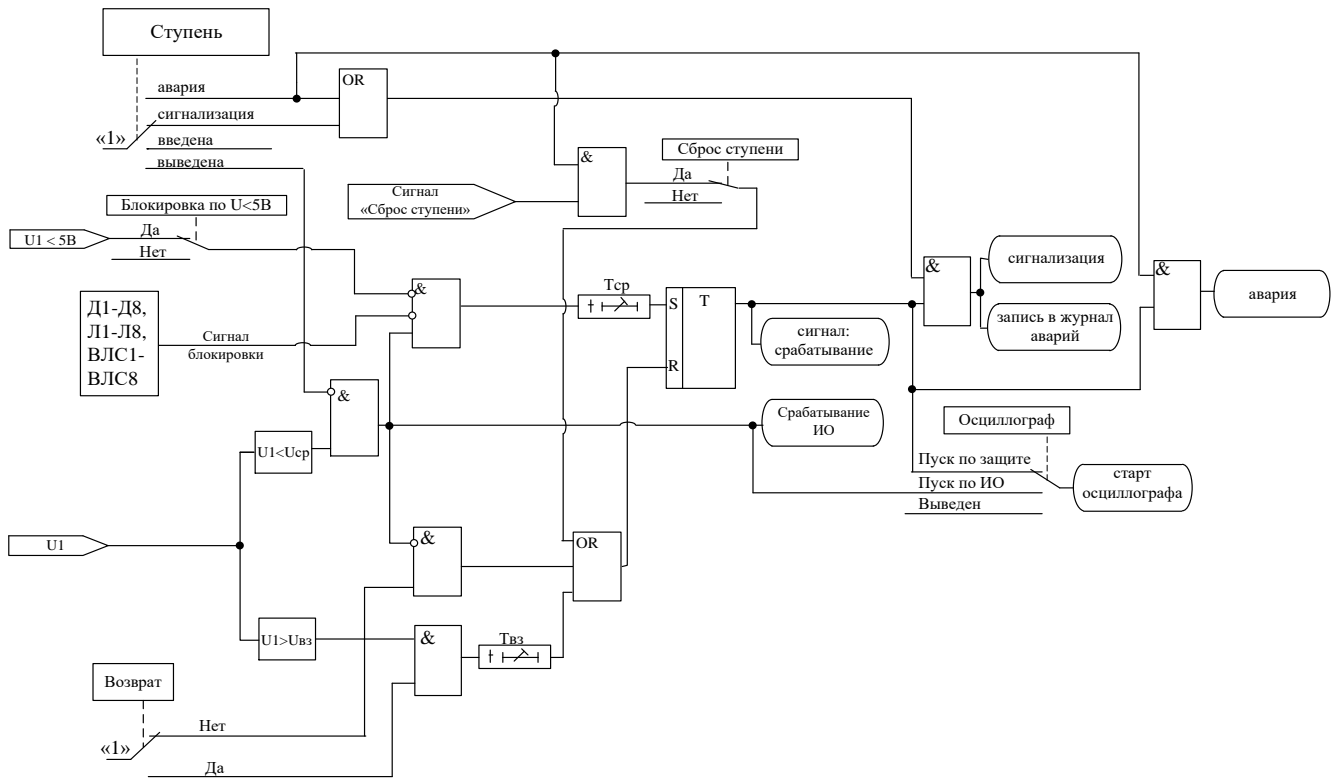 Ступень
авария
OR
сигнализация
«1»
введена
выведена
&
Сброс ступени
Да
Нет
Сигнал
«Сброс ступени»
Блокировка по U<5В
Да
U1 < 5В
Нет
&
сигнализация
&
авария
Тср
&
S
T
запись в журнал
аварий
Д1-Д8,
Л1-Л8,
ВЛС1-
ВЛС8
Сигнал
блокировки
сигнал:
срабатывание
R
&
Срабатывание
ИО
Осциллограф
U1<Uср
Пуск по защите
старт
осциллографа
Пуск по ИО
Выведен
U1
&
OR
U1>Uвз
&
Твз
Возврат
Нет
«1»
Да